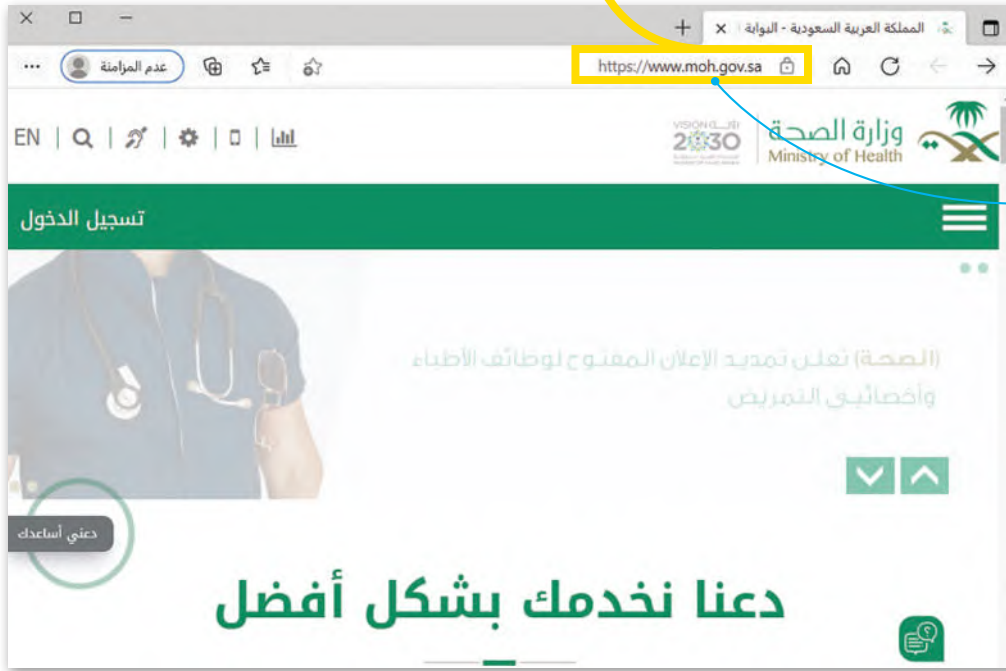 المملكة العربية السعودية - البوابة
https://www.moh.gov.sa
عدم المزامنة
وزارة الصحة
Ministry of Health
VISION رؤية
2030
EN
تسجيل الدخول
(الصحة) تعلن تمديد الإعلان المفتوح لوظائف الأطباء
وأخصائيي التمريض
دعني أساعدك
دعنا نخدمك بشكل أفضل